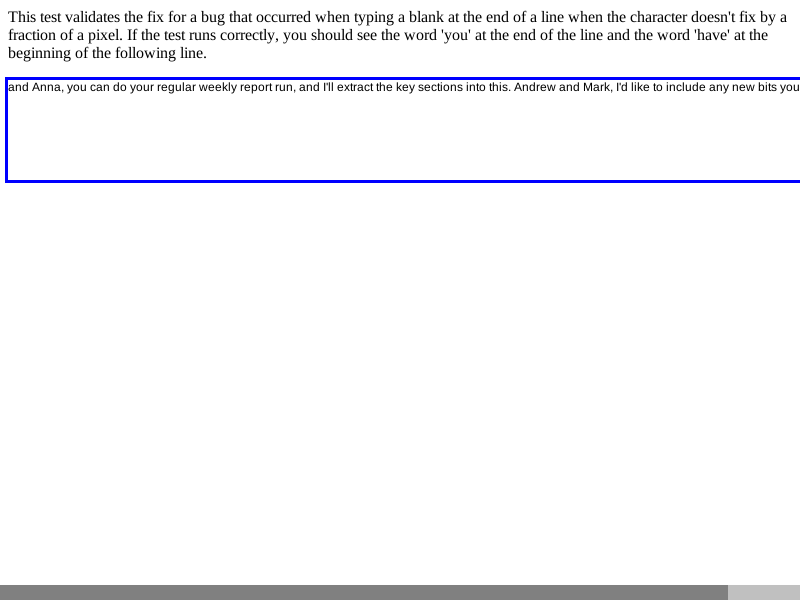 This test validates the fix for a bug that occurred when typing a blank at the end of a line when the character doesn't fix by a
fraction of a pixel. If the test runs correctly, you should see the word 'you' at the end of the line and the word 'have' at the
beginning of the following line.
and Anna, you can do your regular weekly report run, and I'll extract the key sections into this. Andrew and Mark, I'd like to include any new bits you